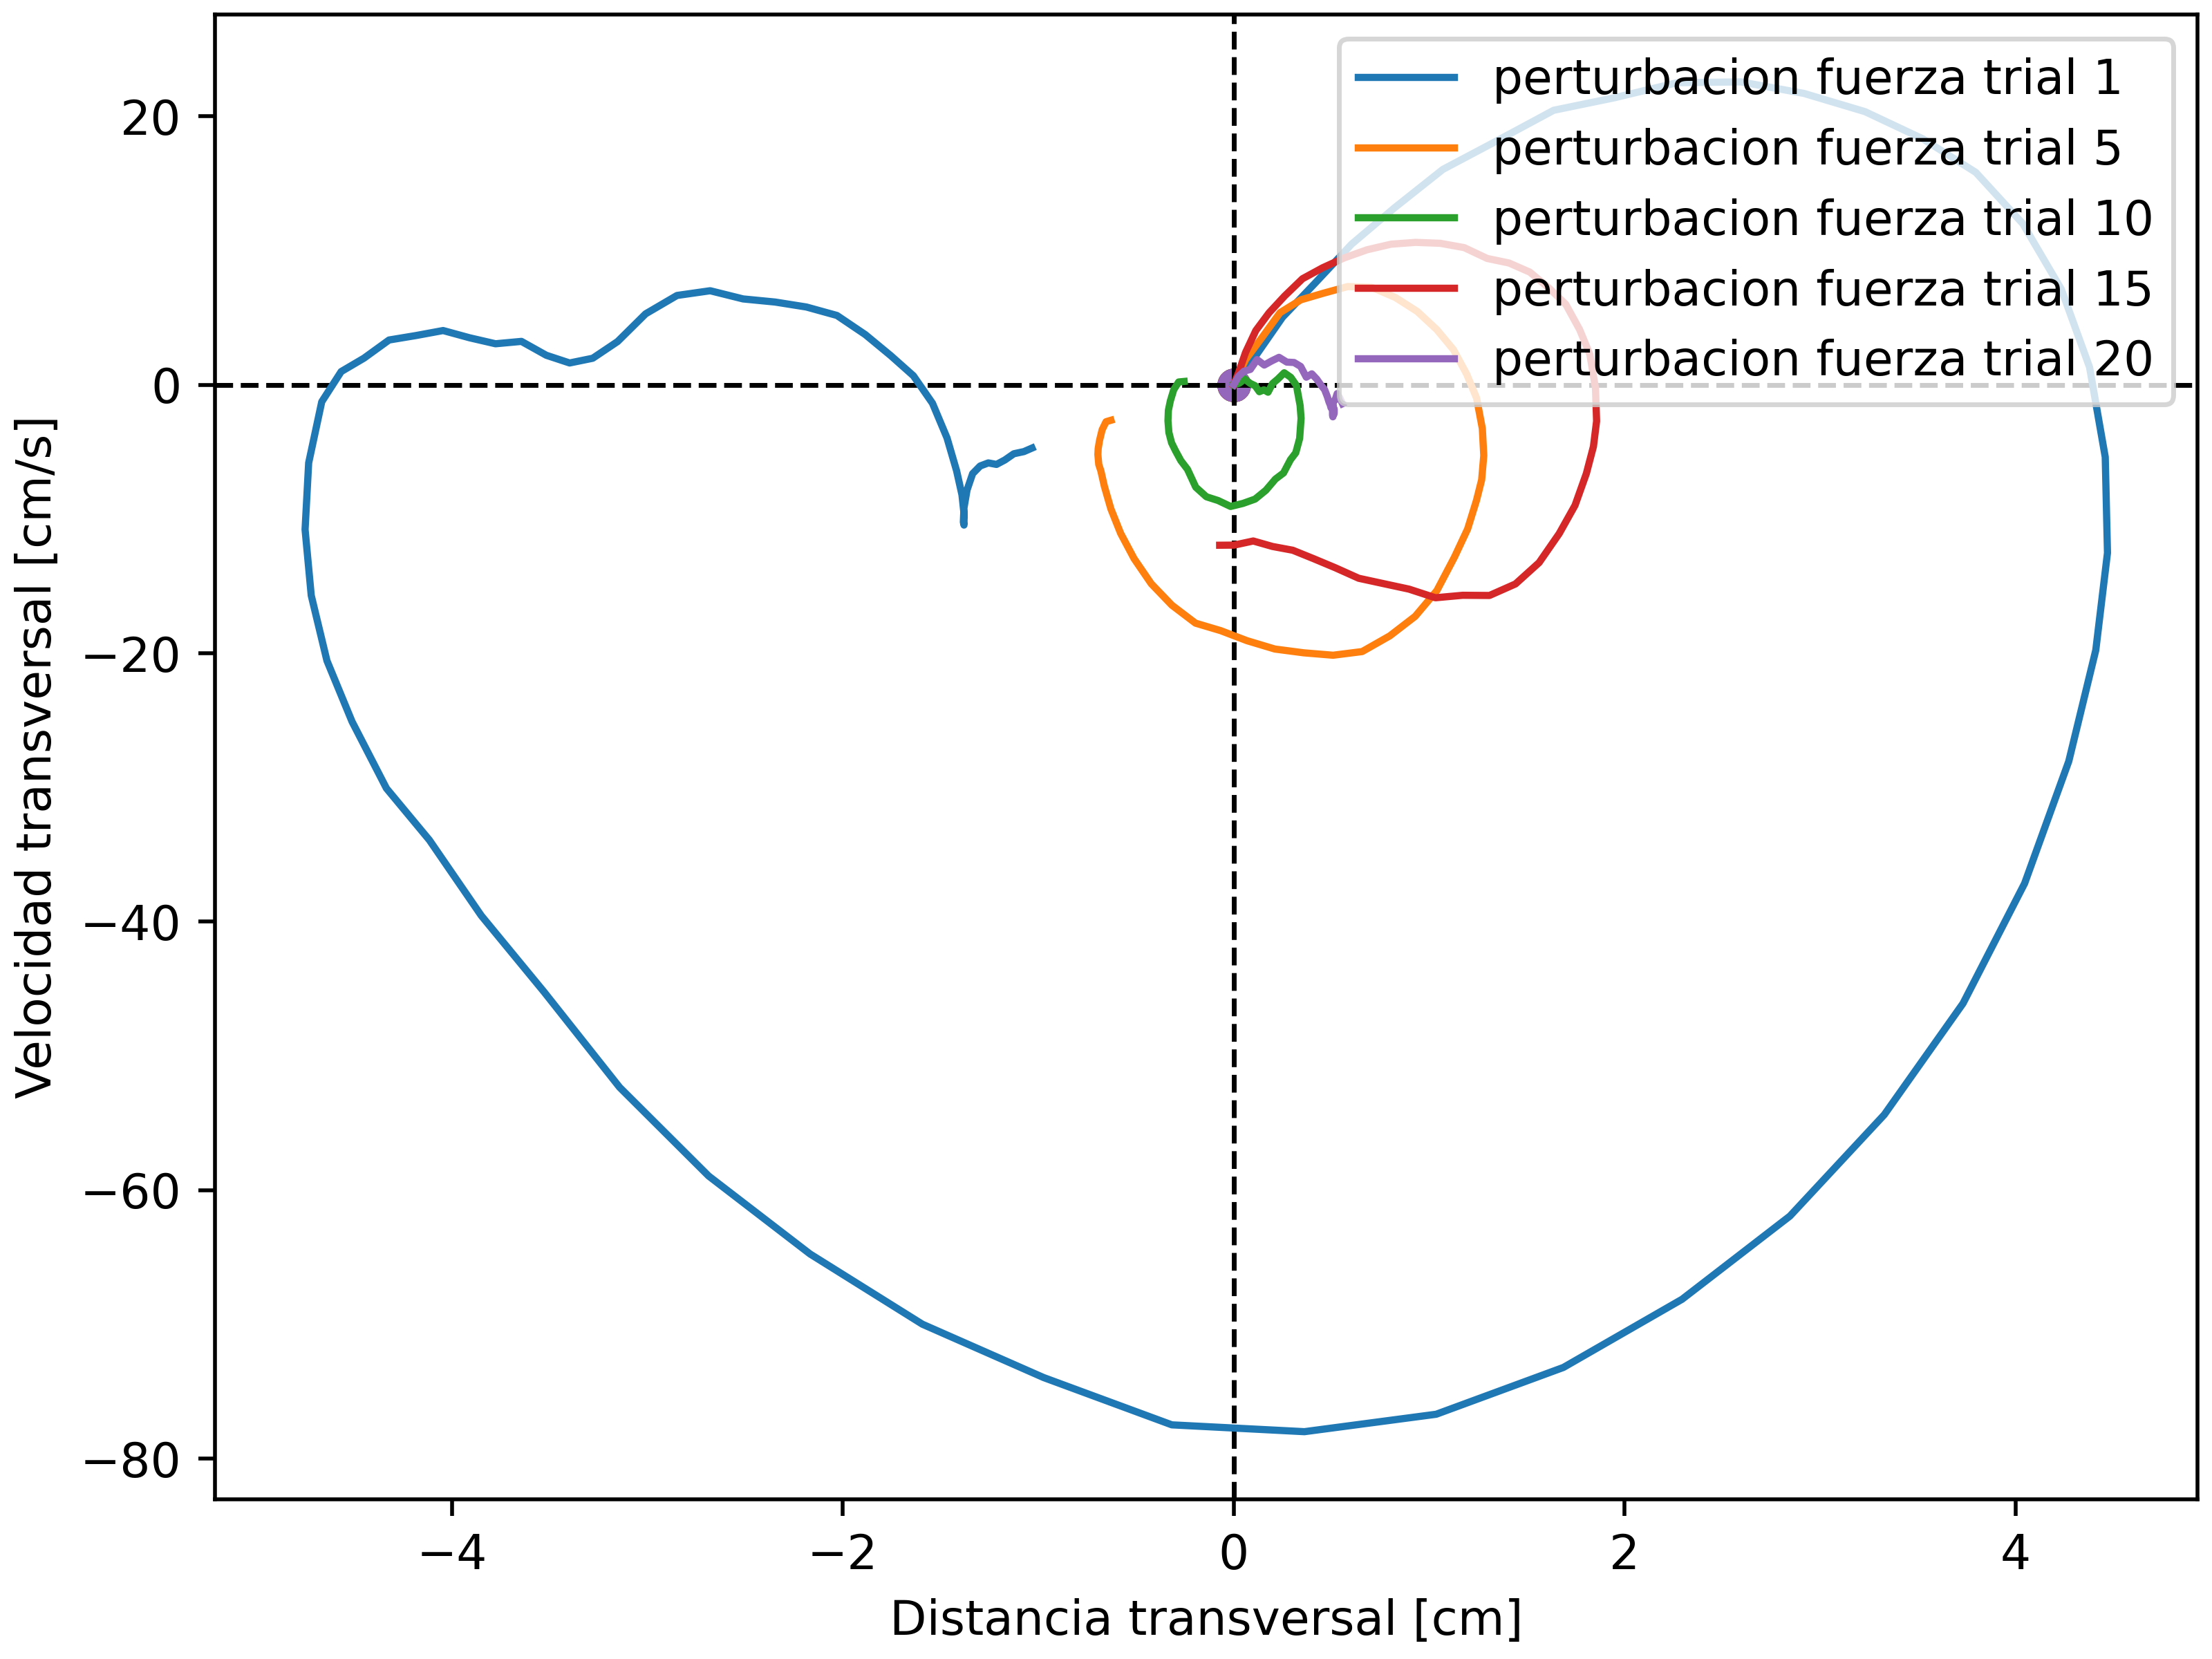 perturbacion fuerza trial 1
perturbacion fuerza trial 5
perturbacion fuerza trial 10
perturbacion fuerza trial 15
perturbacion fuerza trial 20
Velocidad transversal [cm/s]
20
0
−20
−40
−60
−80
−4
−2
0
2
4
Distancia transversal [cm]